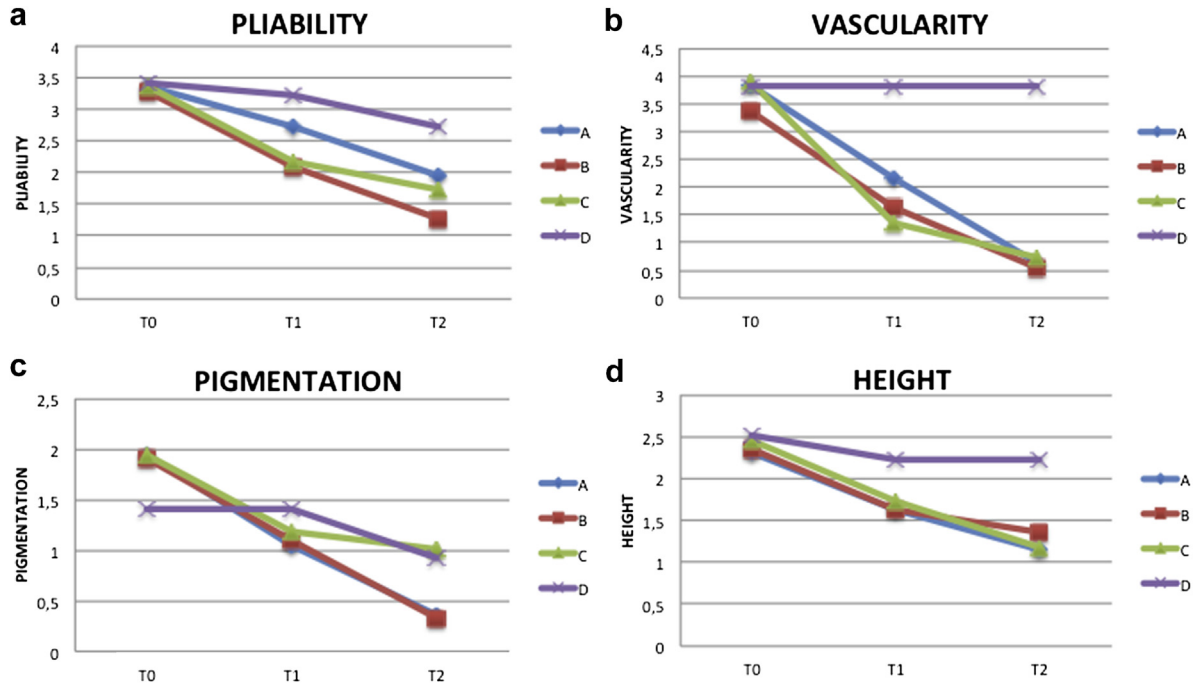 a
PLIABILITY
PLIABILITY
4
3,5
3
2,5
2
1,5
1
0,5
0
T0 T1 T2
A
B
C
D
b
VASCULARITY
VASCULARITY
4,5
4
3,5
3
2,5
2
1,5
1
0,5
0
T0 T1 T2
A
B
C
D
c
PIGMENTATION
PIGMENTATION
2,5
2
1,5
1
0,5
0
T0 T1 T2
A
B
C
D
d
HEIGHT
HEIGHT
3
2,5
2
1,5
1
0,5
0
T0 T1 T2
A
B
C
D